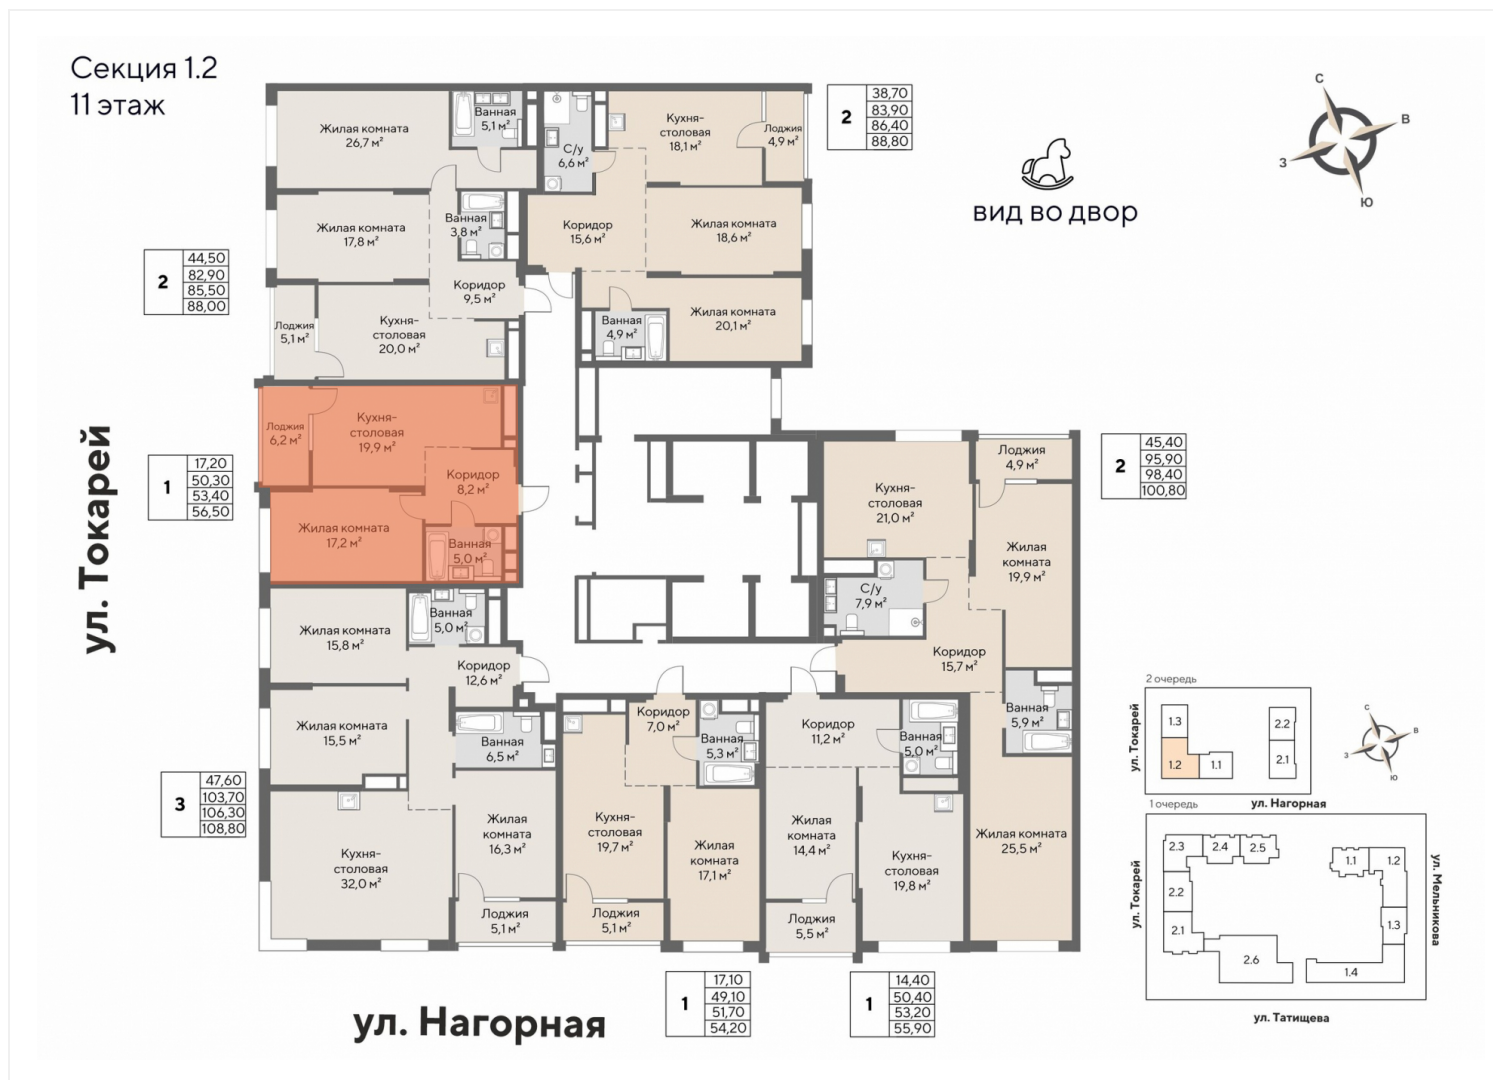 Секция 1.2
11 этаж
Жилая комната
26,7 м²
Ванная
5,1 м²
С/у
6,6 м²
Кухня-
столовая
18,1 м²
Лоджия
4,9 м²
2
38,70
83,90
86,40
88,80
вид во двор
С
В
З
Ю
Жилая комната
17,8 м²
Ванная
3,8 м²
Коридор
15,6 м²
Жилая комната
18,6 м²
2
44,50
82,90
85,50
88,00
Коридор
9,5 м²
Лоджия
5,1 м²
Кухня-
столовая
20,0 м²
Ванная
4,9 м²
Жилая комната
20,1 м²
ул. Токарей
1
17,20
50,30
53,40
56,50
Лоджия
6,2 м²
Кухня-
столовая
19,9 м²
Коридор
8,2 м²
Жилая комната
17,2 м²
Ванная
5,0 м²
2
45,40
95,90
98,40
100,80
Лоджия
4,9 м²
Кухня-
столовая
21,0 м²
Жилая
комната
19,9 м²
С/у
7,9 м²
Коридор
15,7 м²
Ванная
5,9 м²
Жилая комната
25,5 м²
Жилая комната
15,8 м²
Ванная
5,0 м²
Коридор
12,6 м²
Жилая комната
15,5 м²
Ванная
6,5 м²
3
47,60
103,70
106,30
108,80
Кухня-
столовая
32,0 м²
Жилая
комната
16,3 м²
Лоджия
5,1 м²
Коридор
7,0 м²
Ванная
5,3 м²
Кухня-
столовая
19,7 м²
Жилая
комната
17,1 м²
Лоджия
5,1 м²
Коридор
11,2 м²
Ванная
5,0 м²
Жилая
комната
14,4 м²
Кухня-
столовая
19,8 м²
Лоджия
5,5 м²
1
17,10
49,10
51,70
54,20
1
14,40
50,40
53,20
55,90
ул. Нагорная
2 очередь
ул. Токарей
1.3
1.2
1.1
2.2
2.1
ул. Нагорная
С
В
З
Ю
1 очередь
ул. Токарей
2.3
2.4
2.5
2.2
2.1
2.6
1.1
1.2
1.3
1.4
ул. Мельникова
ул. Татищева